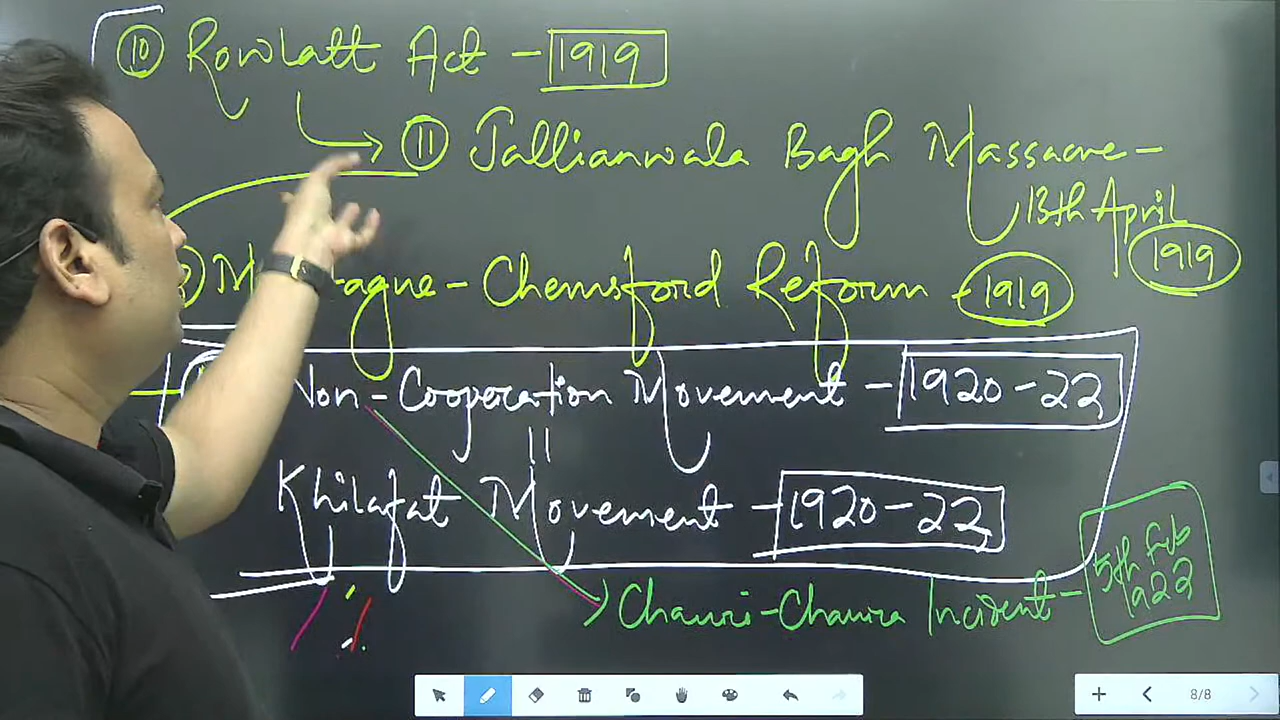 ⑩ Rowlatt Act - 1919
⑪ Jallianwala Bagh Massacre -
13th April
1919
Chemsford Reform - 1919
Non-Cooperation Movement - 1920-22
||
Khilafat Movement - 1920-22
Chauri-Chaura Incident - 5th Feb
1922
8/8